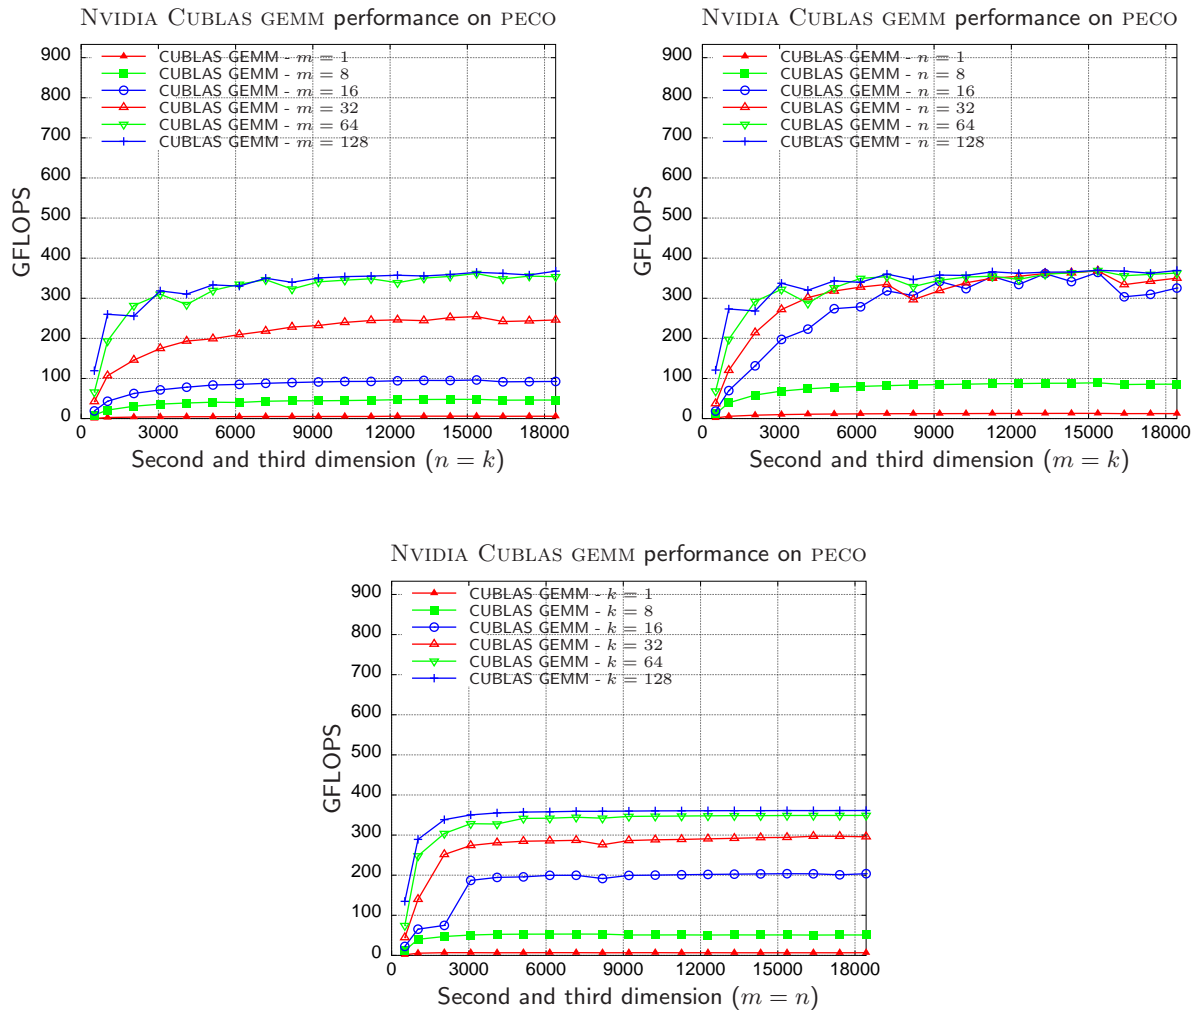 NVIDIA CUBLAS GEMM performance on PECO
900
800
700
600
500
400
300
200
100
0
GFLOPS
CUBLAS GEMM - m = 1
CUBLAS GEMM - m = 8
CUBLAS GEMM - m = 16
CUBLAS GEMM - m = 32
CUBLAS GEMM - m = 64
CUBLAS GEMM - m = 128
0 3000 6000 9000 12000 15000 18000
Second and third dimension (n = k)
NVIDIA CUBLAS GEMM performance on PECO
900
800
700
600
500
400
300
200
100
0
GFLOPS
CUBLAS GEMM - n = 1
CUBLAS GEMM - n = 8
CUBLAS GEMM - n = 16
CUBLAS GEMM - n = 32
CUBLAS GEMM - n = 64
CUBLAS GEMM - n = 128
0 3000 6000 9000 12000 15000 18000
Second and third dimension (m = k)
NVIDIA CUBLAS GEMM performance on PECO
900
800
700
600
500
400
300
200
100
0
GFLOPS
CUBLAS GEMM - k = 1
CUBLAS GEMM - k = 8
CUBLAS GEMM - k = 16
CUBLAS GEMM - k = 32
CUBLAS GEMM - k = 64
CUBLAS GEMM - k = 128
0 3000 6000 9000 12000 15000 18000
Second and third dimension (m = n)